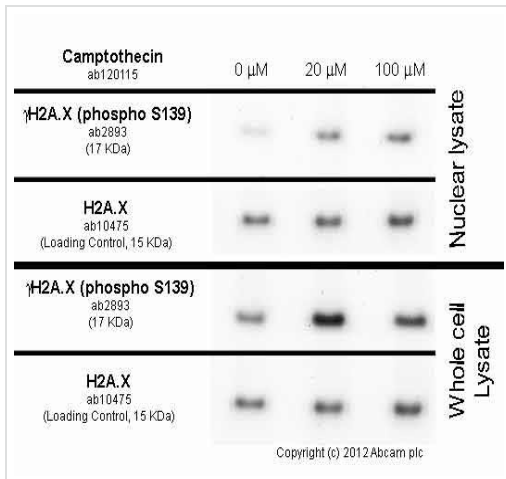 Camptothecin
ab120115
0 µM 20 µM 100 µM
γH2A.X (phospho S139)
ab2893
(17 KDa)
H2A.X
ab10475
(Loading Control, 15 KDa)
Nuclear lysate
γH2A.X (phospho S139)
ab2893
(17 KDa)
H2A.X
ab10475
(Loading Control, 15 KDa)
Whole cell
Lysate
Copyright (c) 2012 Abcam plc